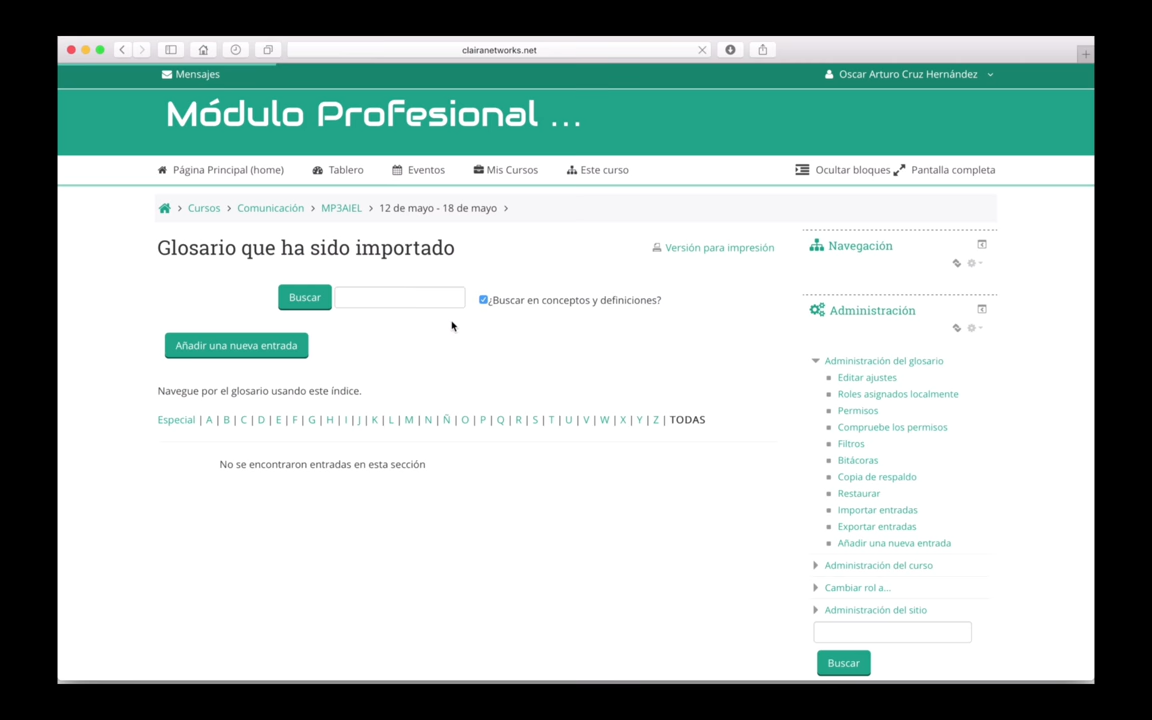 clairanetworks.net
Mensajes
Oscar Arturo Cruz Hernández
Módulo Profesional ...
Página Principal (home) Tablero Eventos Mis Cursos Este curso Ocultar bloques Pantalla completa
Cursos > Comunicación > MP3AIEL > 12 de mayo - 18 de mayo >
Glosario que ha sido importado
Versión para impresión
Buscar
¿Buscar en conceptos y definiciones?
Añadir una nueva entrada
Navegue por el glosario usando este índice.
Especial | A | B | C | D | E | F | G | H | I | J | K | L | M | N | Ñ | O | P | Q | R | S | T | U | V | W | X | Y | Z | TODAS
No se encontraron entradas en esta sección
Navegación
Administración
Administración del glosario
Editar ajustes
Roles asignados localmente
Permisos
Compruebe los permisos
Filtros
Bitácoras
Copia de respaldo
Restaurar
Importar entradas
Exportar entradas
Añadir una nueva entrada
Administración del curso
Cambiar rol a...
Administración del sitio
Buscar